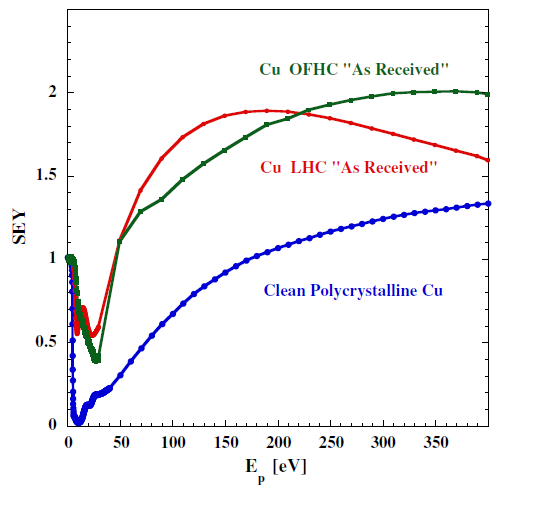 Cu OFHC "As Received"
2
Cu LHC "As Received"
1.5
SEY
1
Clean Polycrystalline Cu
0.5
0
0 50 100 150 200 250 300 350
Ep [eV]